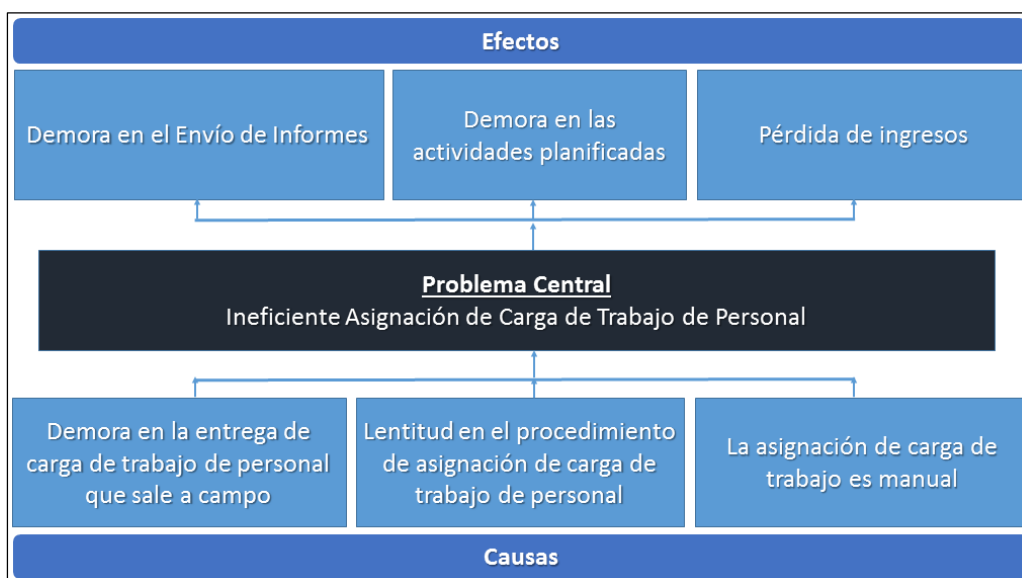 Efectos
Demora en el Envío de Informes
Demora en las
actividades planificadas
Pérdida de ingresos
Problema Central
Ineficiente Asignación de Carga de Trabajo de Personal
Demora en la entrega de
carga de trabajo de personal
que sale a campo
Lentitud en el procedimiento
de asignación de carga de
trabajo de personal
La asignación de carga de
trabajo es manual
Causas